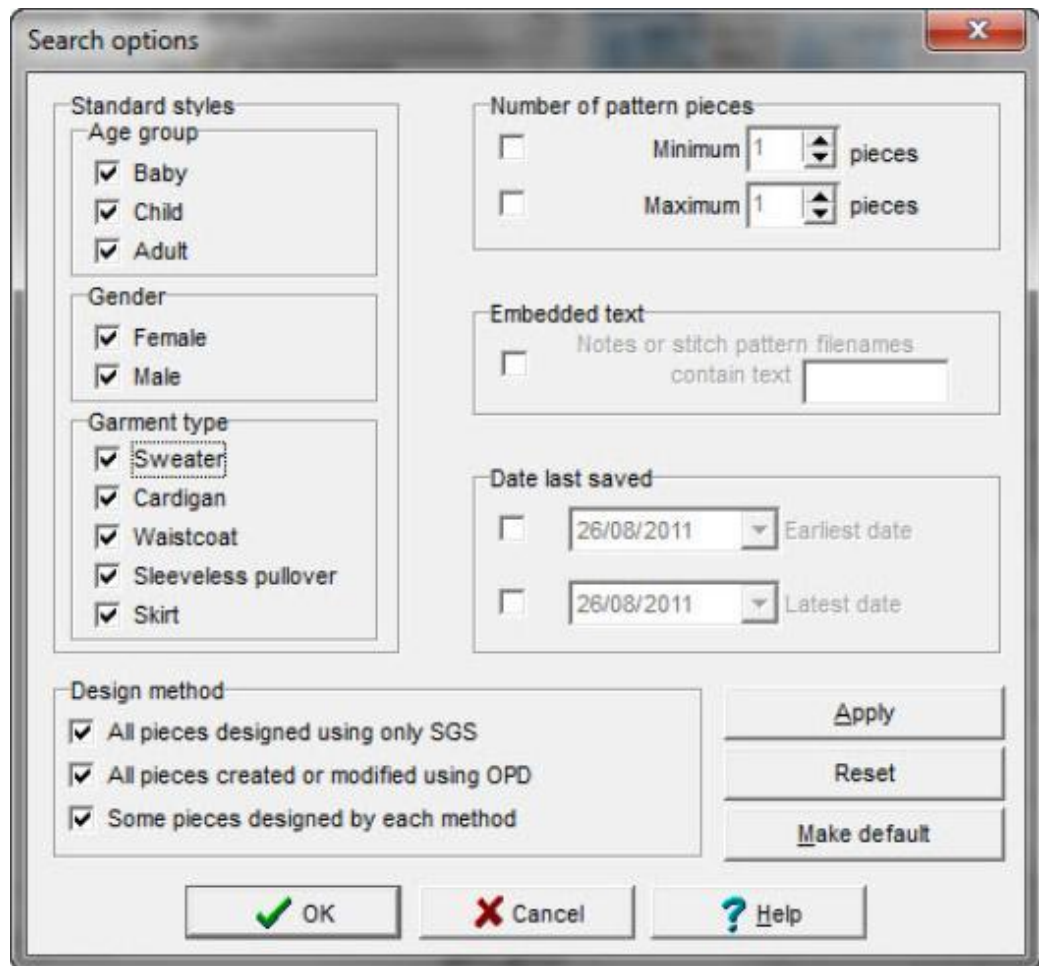 Search options
Standard styles
Age group
Baby
Child
Adult
Gender
Female
Male
Garment type
Sweater
Cardigan
Waistcoat
Sleeveless pullover
Skirt
Number of pattern pieces
Minimum 1 pieces
Maximum 1 pieces
Embedded text
Notes or stitch pattern filenames
contain text
Date last saved
26/08/2011 Earliest date
26/08/2011 Latest date
Design method
All pieces designed using only SGS
All pieces created or modified using OPD
Some pieces designed by each method
Apply
Reset
Make default
OK Cancel Help